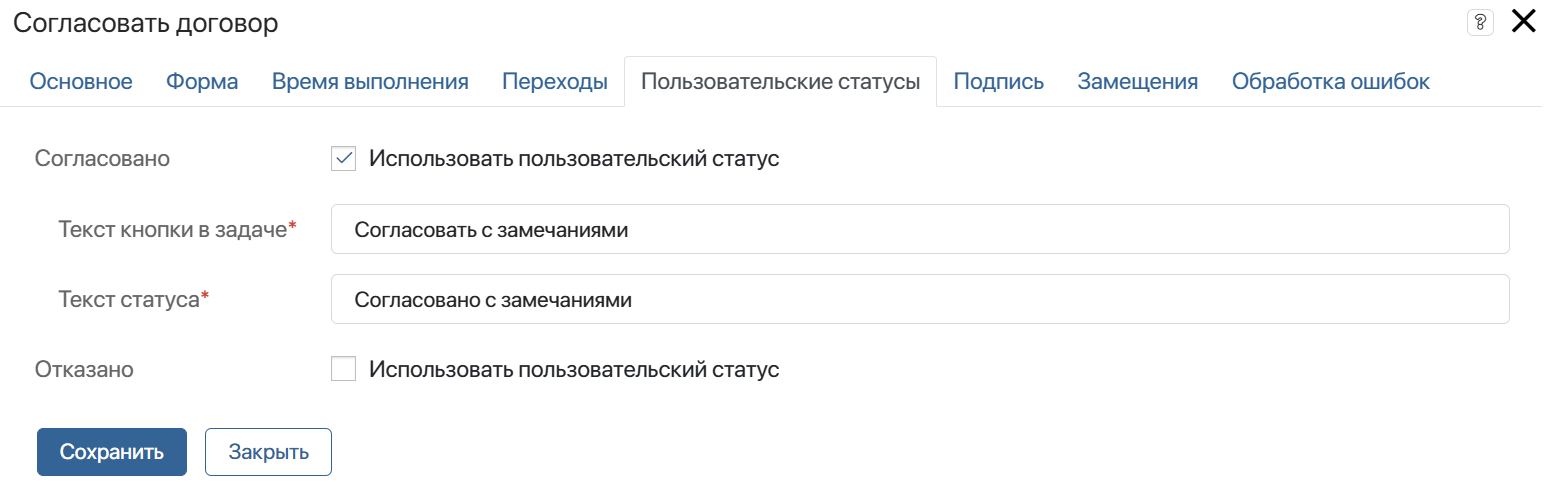 Согласовать договор
?
Основное Форма Время выполнения Переходы Пользовательские статусы Подпись Замещения Обработка ошибок
Согласовано Использовать пользовательский статус
Текст кнопки в задаче* Согласовать с замечаниями
Текст статуса* Согласовано с замечаниями
Отказано Использовать пользовательский статус
Сохранить Закрыть